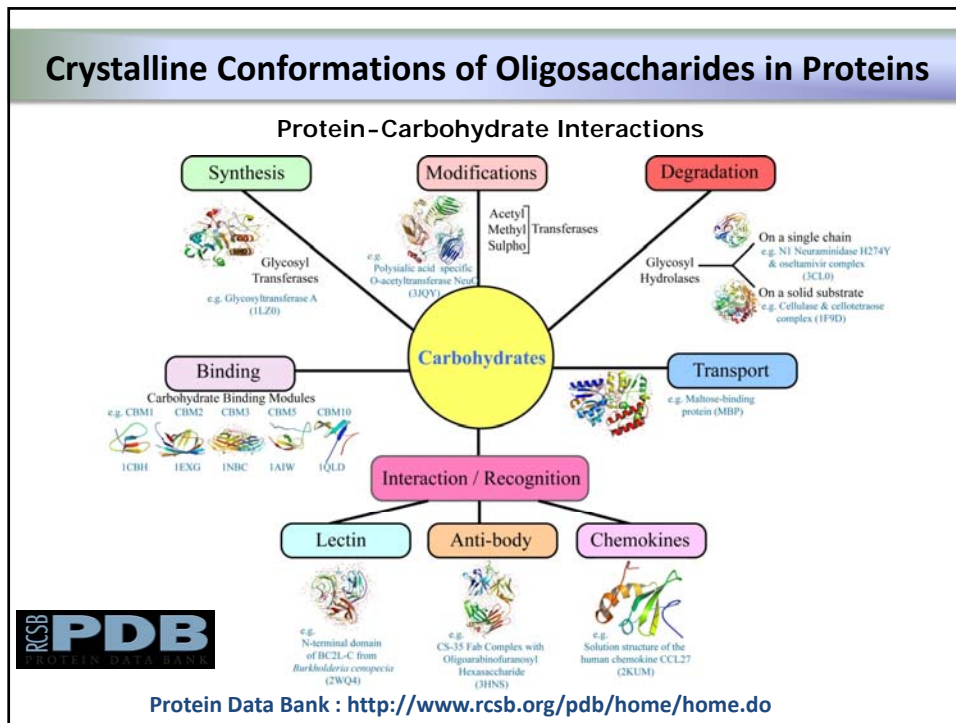 Crystalline Conformations of Oligosaccharides in Proteins
Protein-Carbohydrate Interactions
Synthesis
Glycosyl
Transferases
e.g. Glycosyltransferase A
(1LZ0)
Modifications
Acetyl
Methyl
Sulpho
Transferases
e.g.
Polysialic acid specific
O-acetyltransferase NeuO
(3JQY)
Degradation
Glycosyl
Hydrolases
On a single chain
e.g. N1 Neuraminidase H274Y
& oseltamivir complex
(3CL0)
On a solid substrate
e.g. Cellulase & cellotetraose
complex (1F9D)
Carbohydrates
Binding
Carbohydrate Binding Modules
e.g. CBM1 CBM2 CBM3 CBM5 CBM10
1CBH 1EXG 1NBC 1AIW 1QLD
Transport
e.g. Maltose-binding
protein (MBP)
Interaction / Recognition
Lectin
e.g.
N-terminal domain
of BC2L-C from
Burkholderia cenopecia
(2WQ4)
Anti-body
e.g.
CS-35 Fab Complex with
Oligoarabinofuranosyl
Hexasaccharide
(3HNS)
Chemokines
e.g.
Solution structure of the
human chemokine CCL27
(2KUM)
RCSB
PDB
PROTEIN DATA BANK
Protein Data Bank : http://www.rcsb.org/pdb/home/home.do